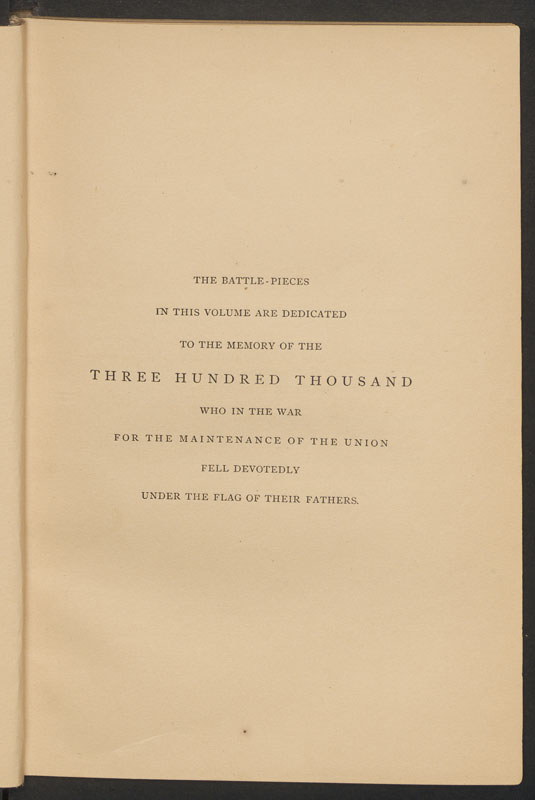 THE BATTLE-PIECES
IN THIS VOLUME ARE DEDICATED
TO THE MEMORY OF THE
THREE HUNDRED THOUSAND
WHO IN THE WAR
FOR THE MAINTENANCE OF THE UNION
FELL DEVOTEDLY
UNDER THE FLAG OF THEIR FATHERS.